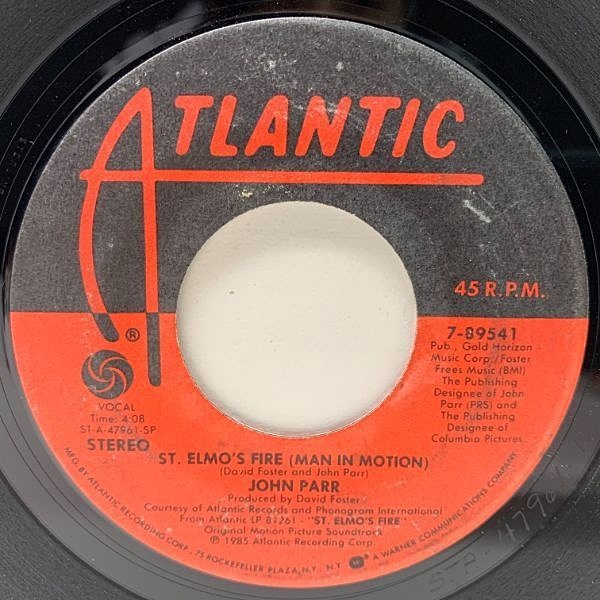 ATLANTIC
®
45 R.P.M.
7-89541
Pub., Gold Horizon
Music Corp./Foster
Frees Music (BMI)
The Publishing
Designee of John
Parr (PRS) and The
Publishing
Designee of
Columbia Pictures
VOCAL
Time: 4:08
ST-A-47961-SP
STEREO
ST. ELMO'S FIRE (MAN IN MOTION)
(David Foster and John Parr)
JOHN PARR
Produced by David Foster
Courtesy of Atlantic Records and Phonogram International
From Atlantic LP 81261 - "ST. ELMO'S FIRE"
Original Motion Picture Soundtrack
℗ 1985 Atlantic Recording Corp.
MFG. BY ATLANTIC RECORDING CORP., 75 ROCKEFELLER PLAZA, N.Y., N.Y. A WARNER COMMUNICATIONS COMPANY